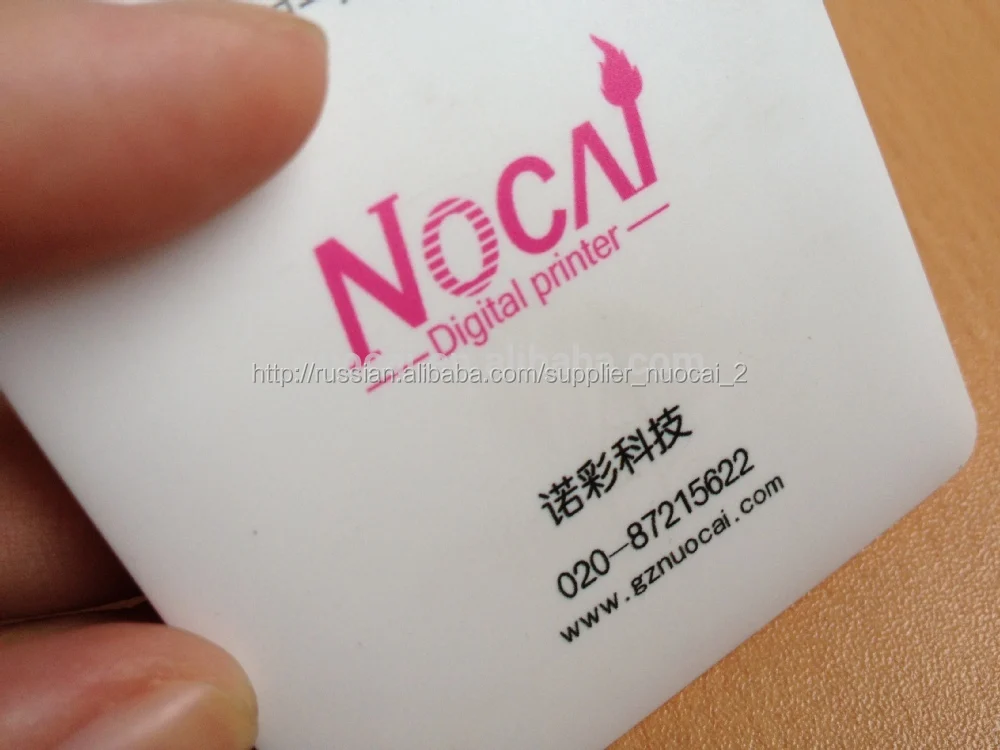 NOCAI
Digital printer
http://russian.alibaba.com/supplier_nuocai_2
诺彩科技
020-87215622
www.gznuocai.com